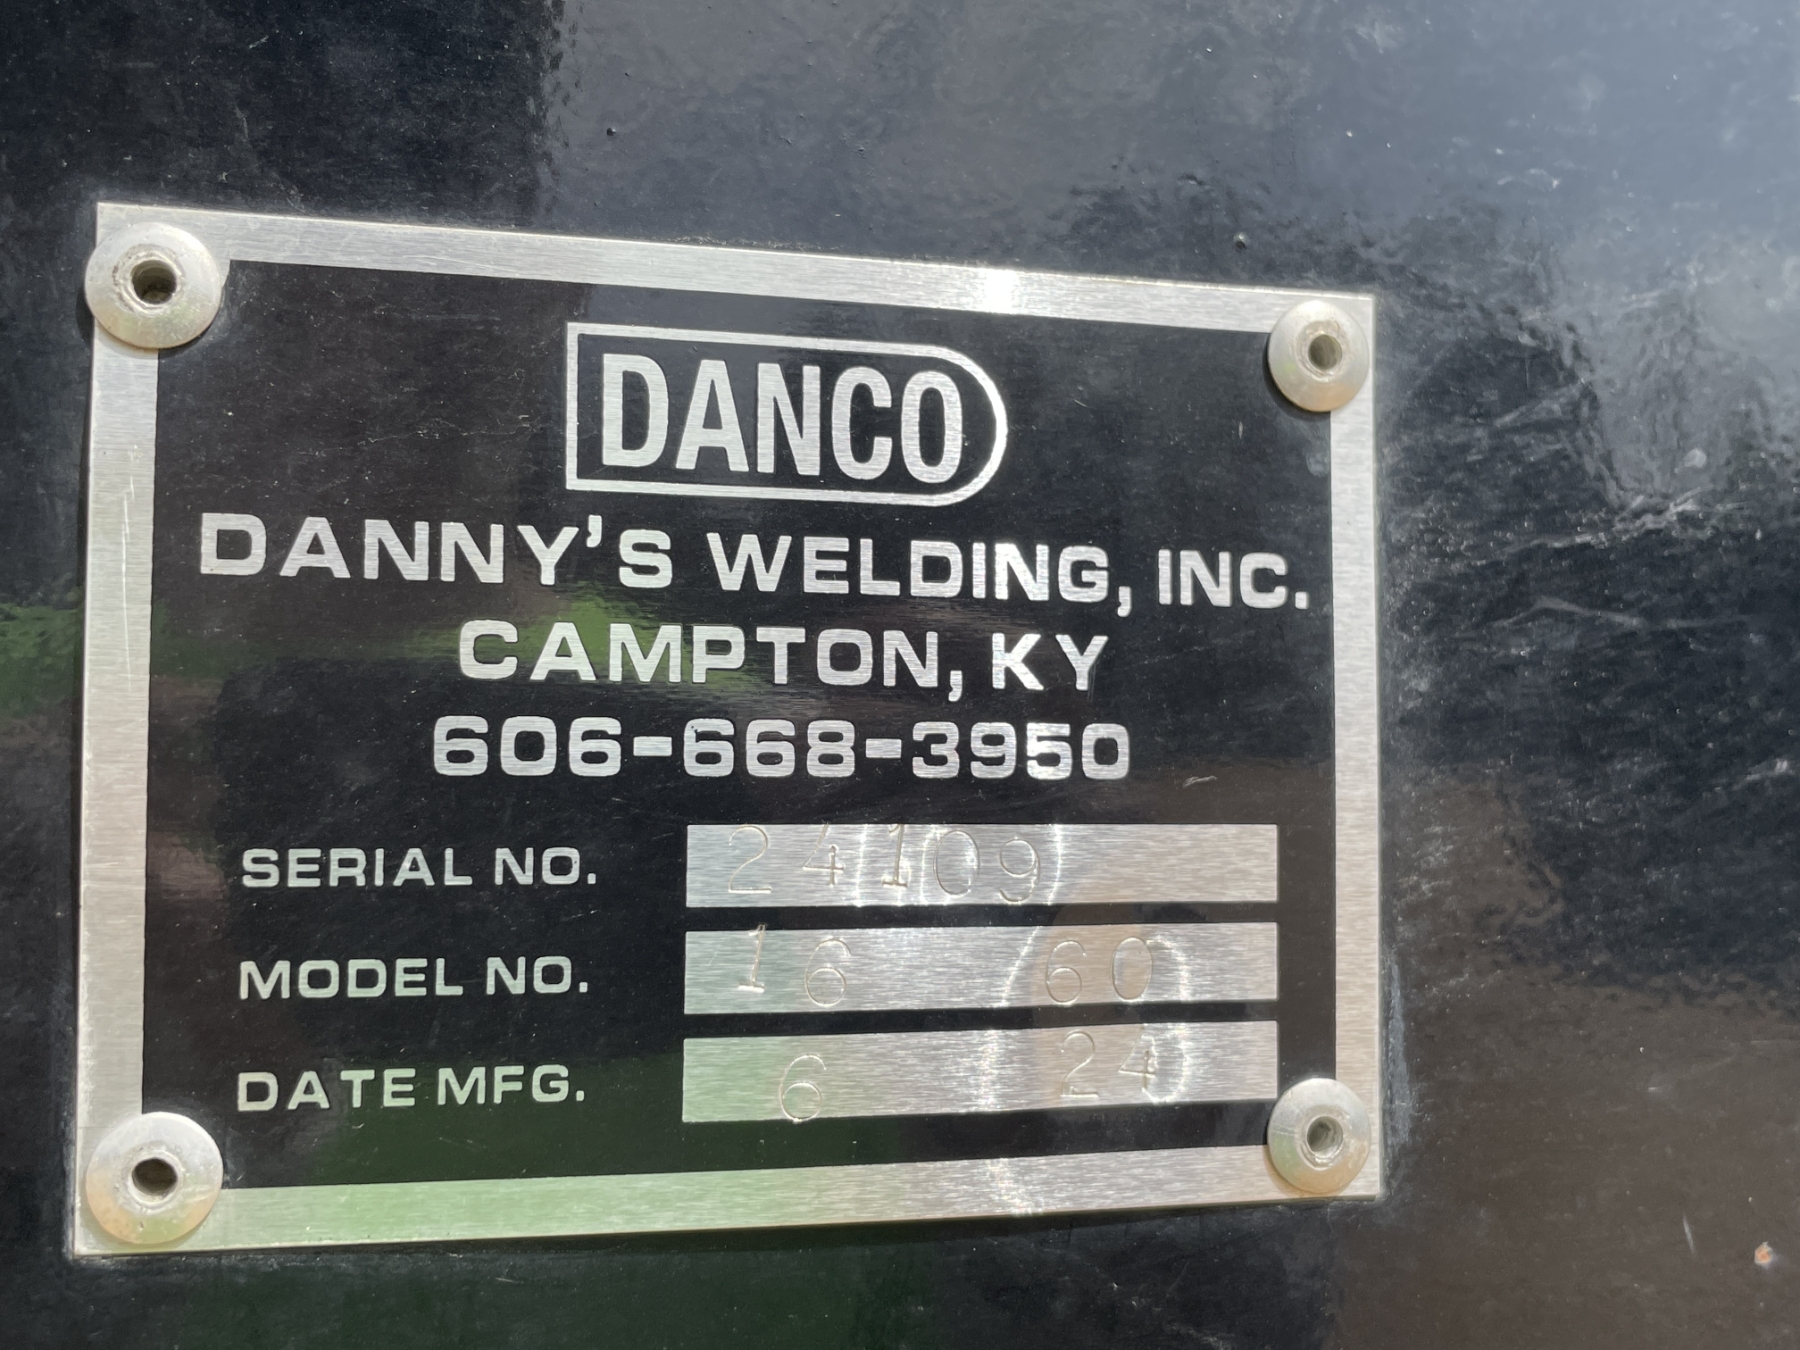 DANCO
DANNY'S WELDING, INC.
CAMPTON, KY
606-668-3950
SERIAL NO. 24109
MODEL NO. 16 60
DATE MFG. 6 24